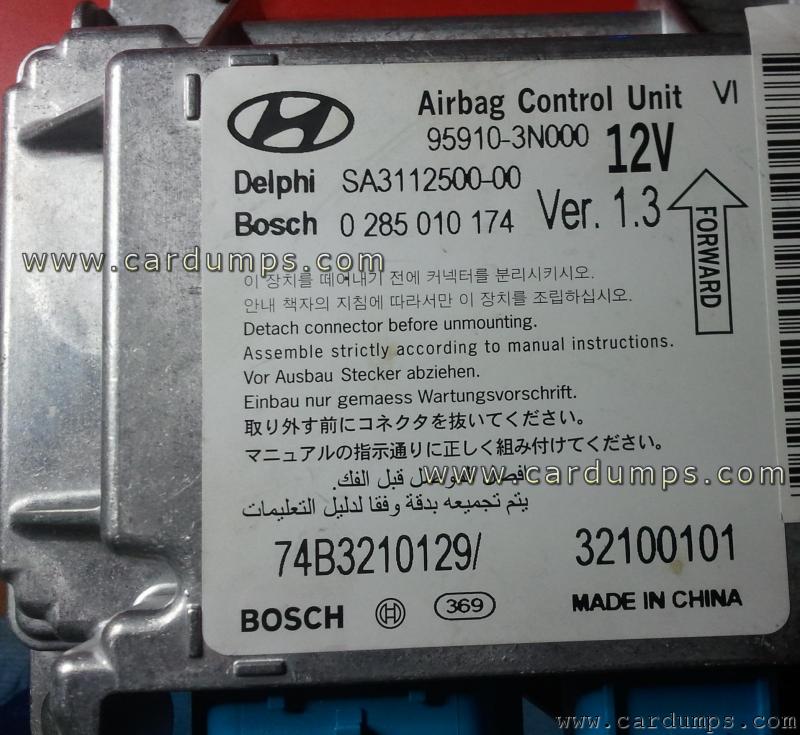 Airbag Control Unit VI
95910-3N000 12V
Delphi SA3112500-00
Bosch 0 285 010 174 Ver. 1.3
FORWARD
www.cardumps.com
이 장치를 떼어내기 전에 커넥터를 분리시키시오.
안내 책자의 지침에 따라서만 이 장치를 조립하십시오.
Detach connector before unmounting.
Assemble strictly according to manual instructions.
Vor Ausbau Stecker abziehen.
Einbau nur gemaess Wartungsvorschrift.
取り外す前にコネクタを抜いてください。
マニュアルの指示通りに正しく組み付けてください。
قبل الفك.
www.cardumps.com
يتم تجميعه بدقة وفقا لدليل التعليمات
74B3210129/ 32100101
BOSCH 369 MADE IN CHINA
www.cardumps.com